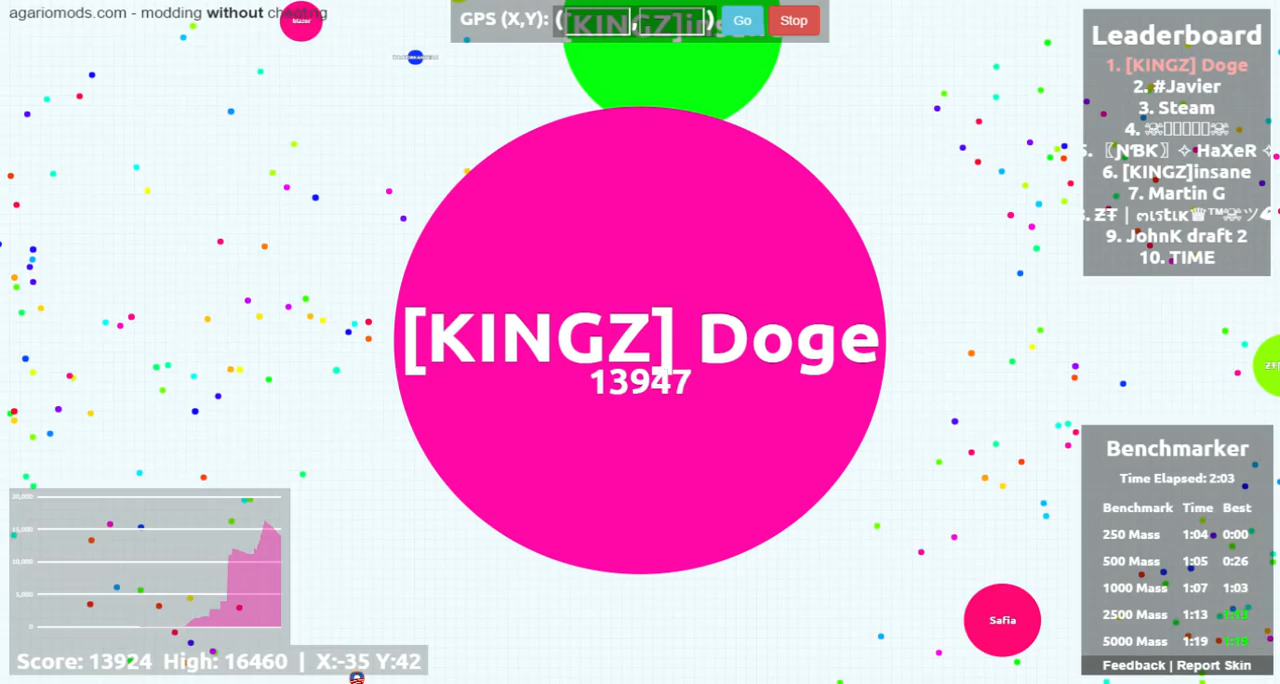 agariomods.com - modding without cheating
GPS (X,Y): ( , ) Go Stop
blazer
Leaderboard
1. [KINGZ] Doge
2. #Javier
3. Steam
4.
HaXeR
6. [KINGZ]insane
7. Martin G
9. JohnK draft 2
10. TIME
[KINGZ] Doge
13947
Safia
Benchmarker
Time Elapsed: 2:03
Benchmark Time Best
250 Mass 1:04 0:00
500 Mass 1:05 0:26
1000 Mass 1:07 1:03
2500 Mass 1:13
5000 Mass 1:19
Feedback | Report Skin
20,000
15,000
10,000
5,000
0
Score: 13924 High: 16460 | X:-35 Y:42